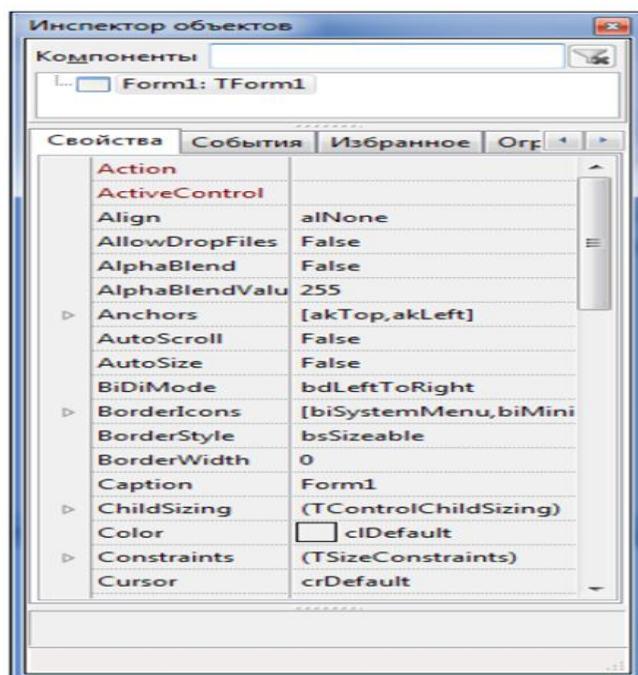 Инспектор объектов
Компоненты
Form1: TForm1
Свойства События Избранное Огр
Action
ActiveControl
Align alNone
AllowDropFiles False
AlphaBlend False
AlphaBlendValu 255
Anchors [akTop,akLeft]
AutoScroll False
AutoSize False
BiDiMode bdLeftToRight
BorderIcons [biSystemMenu,biMini
BorderStyle bsSizeable
BorderWidth 0
Caption Form1
ChildSizing (TControlChildSizing)
Color clDefault
Constraints (TSizeConstraints)
Cursor crDefault